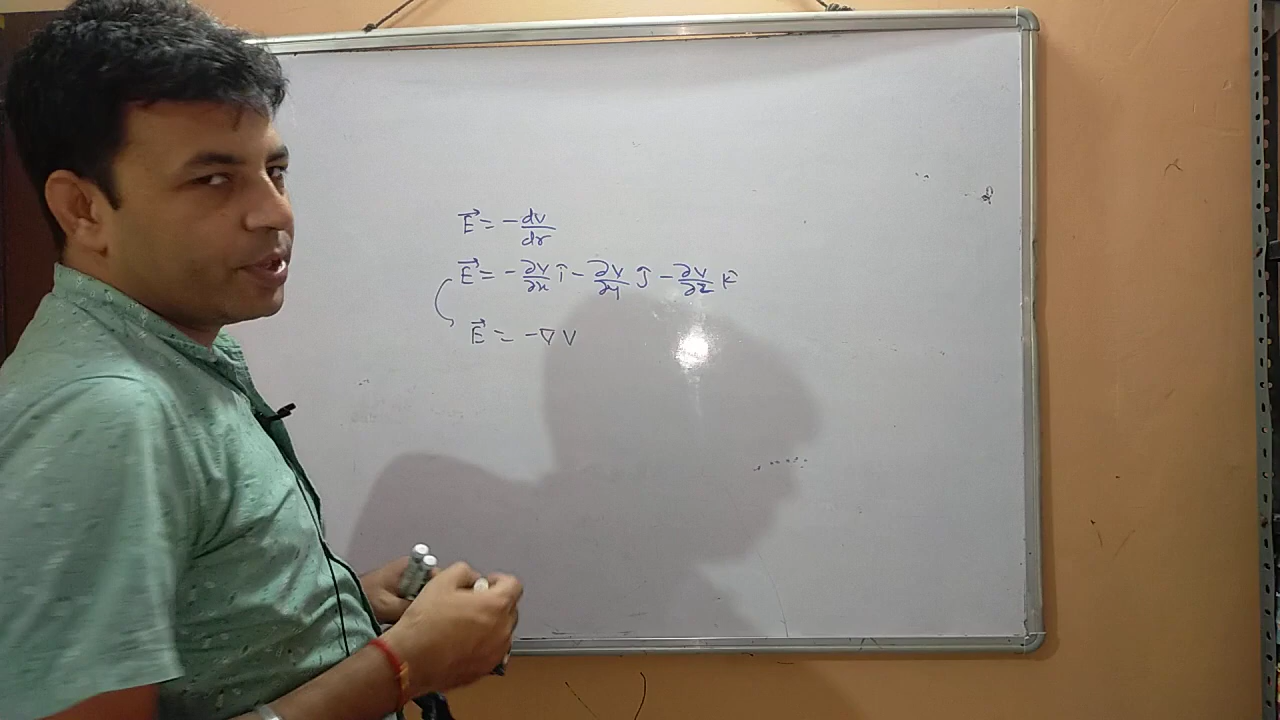 E⃗ = -dv/dr
E⃗ = -∂v/∂x î - ∂v/∂y ĵ - ∂v/∂z k̂
E⃗ = -∇V